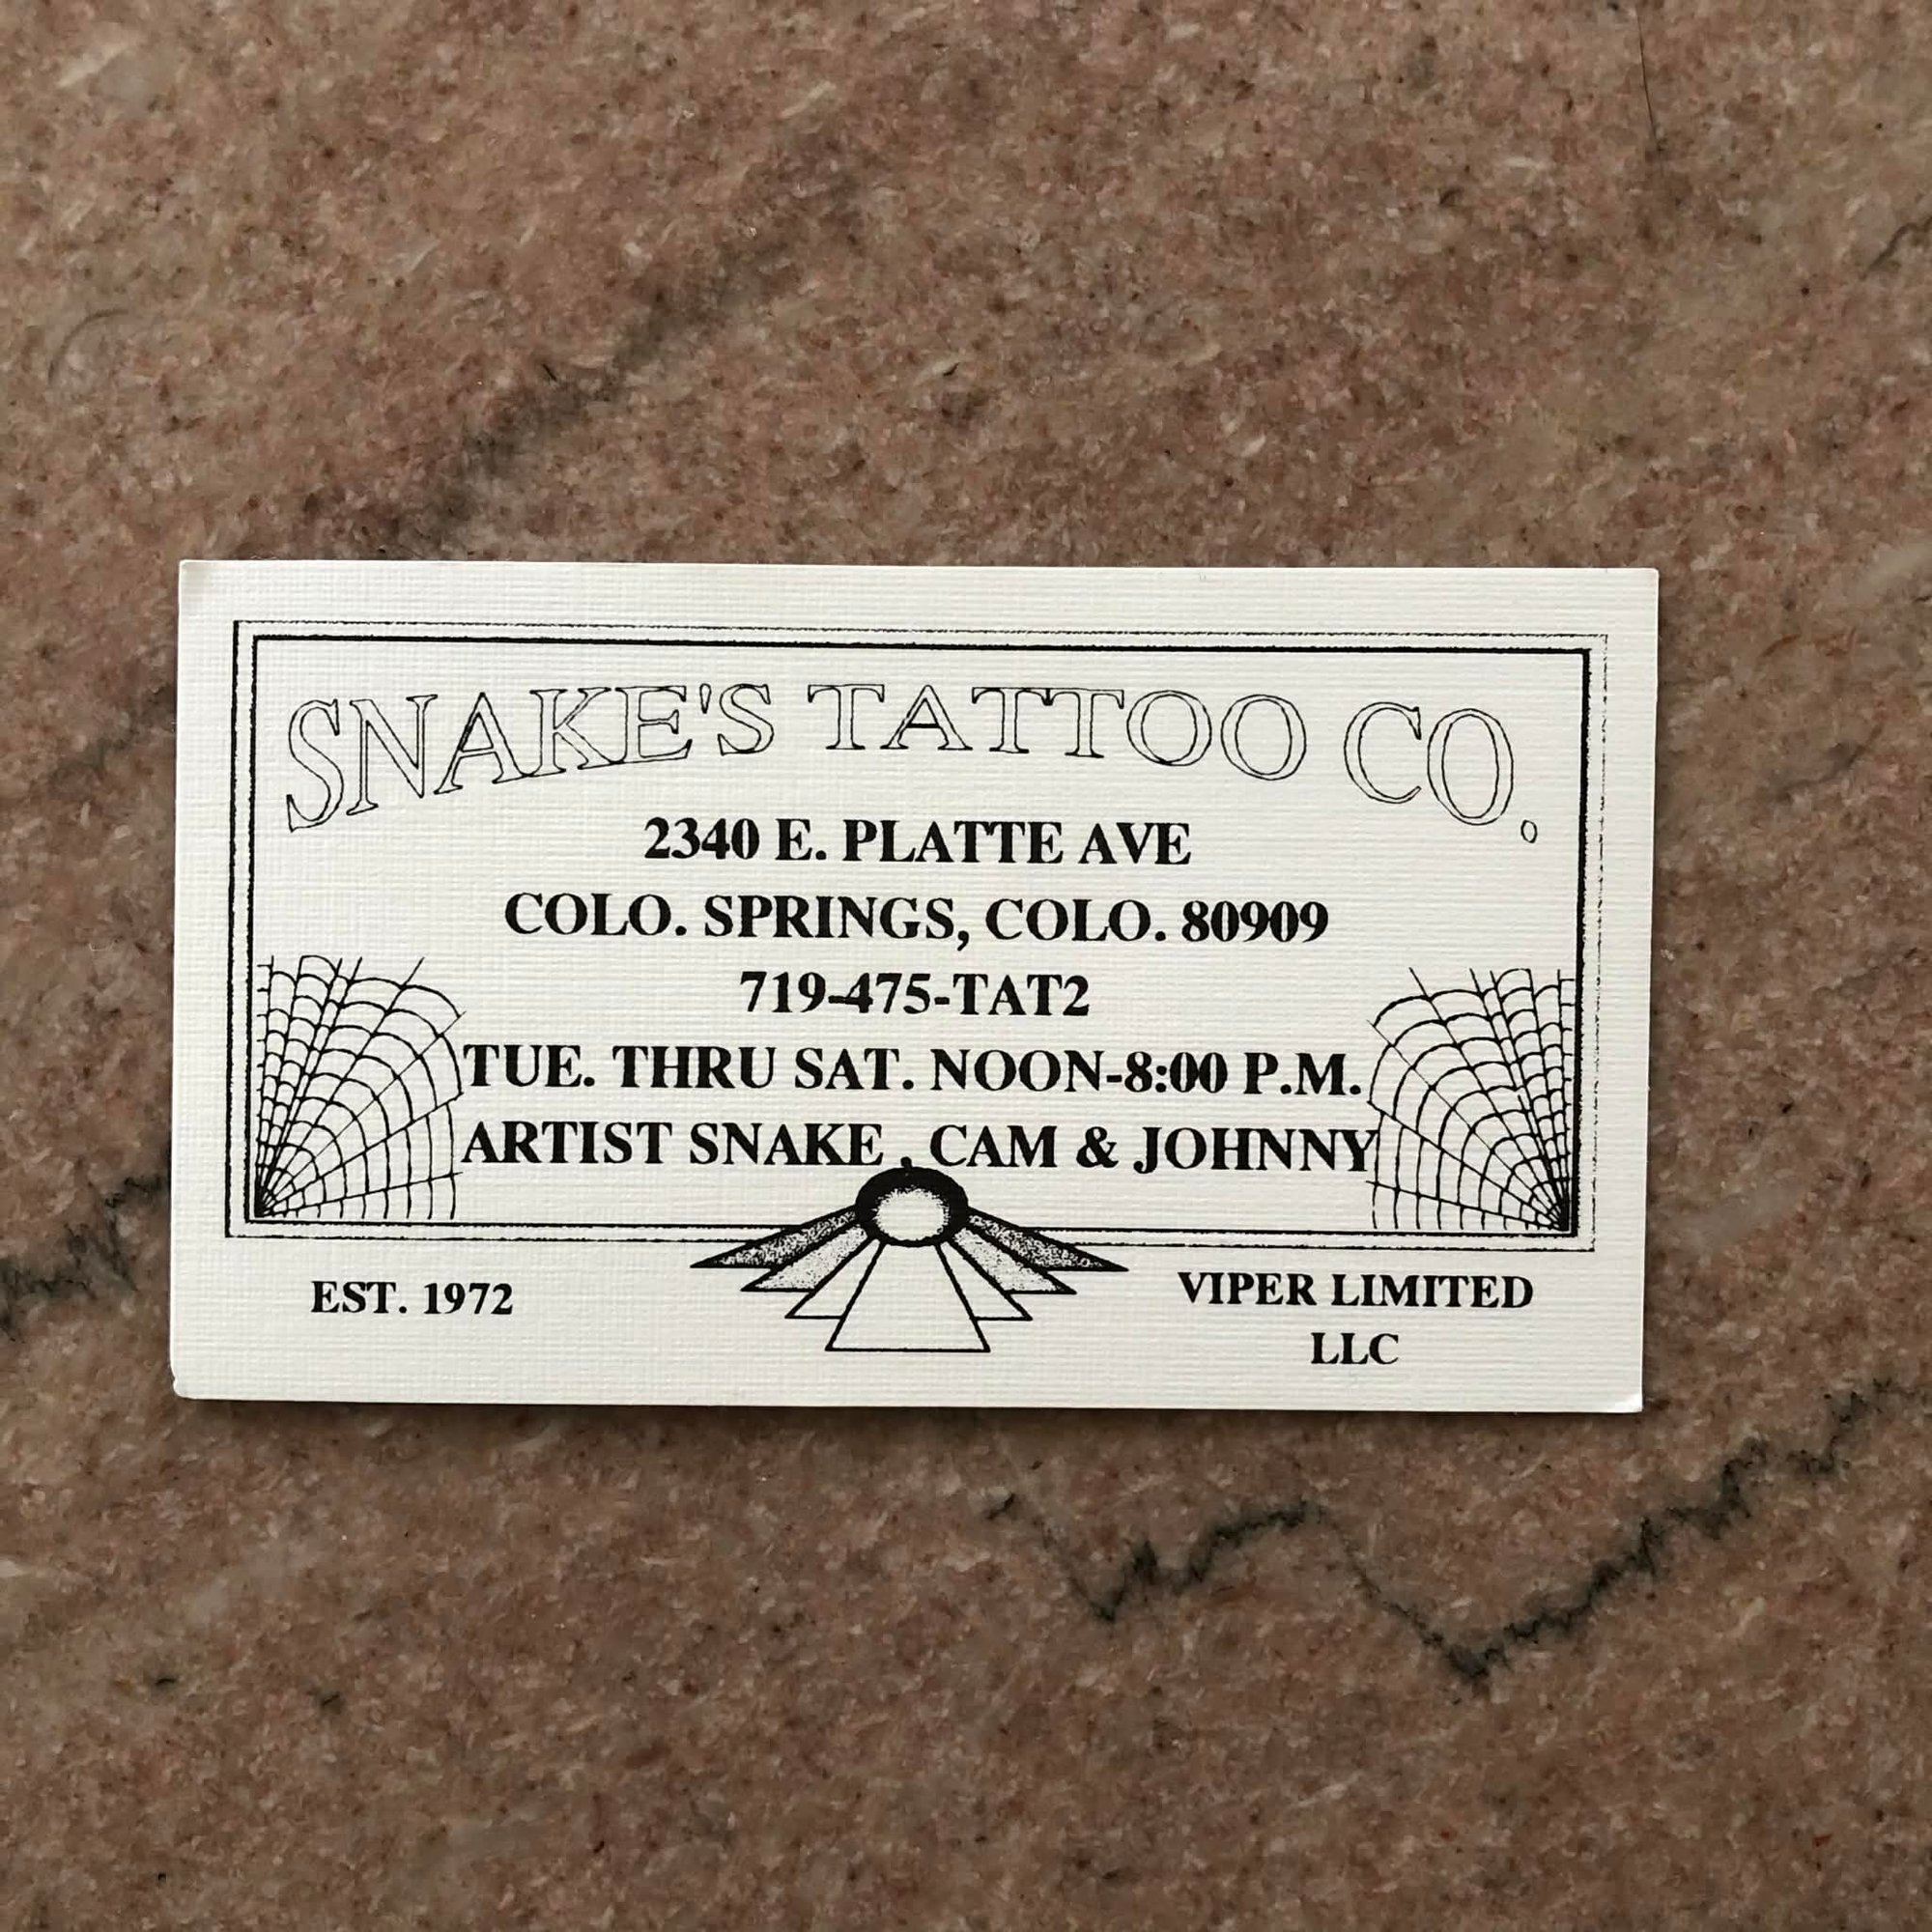 SNAKE'S TATTOO CO.
2340 E. PLATTE AVE
COLO. SPRINGS, COLO. 80909
719-475-TAT2
TUE. THRU SAT. NOON-8:00 P.M.
ARTIST SNAKE , CAM & JOHNNY
EST. 1972
VIPER LIMITED
LLC